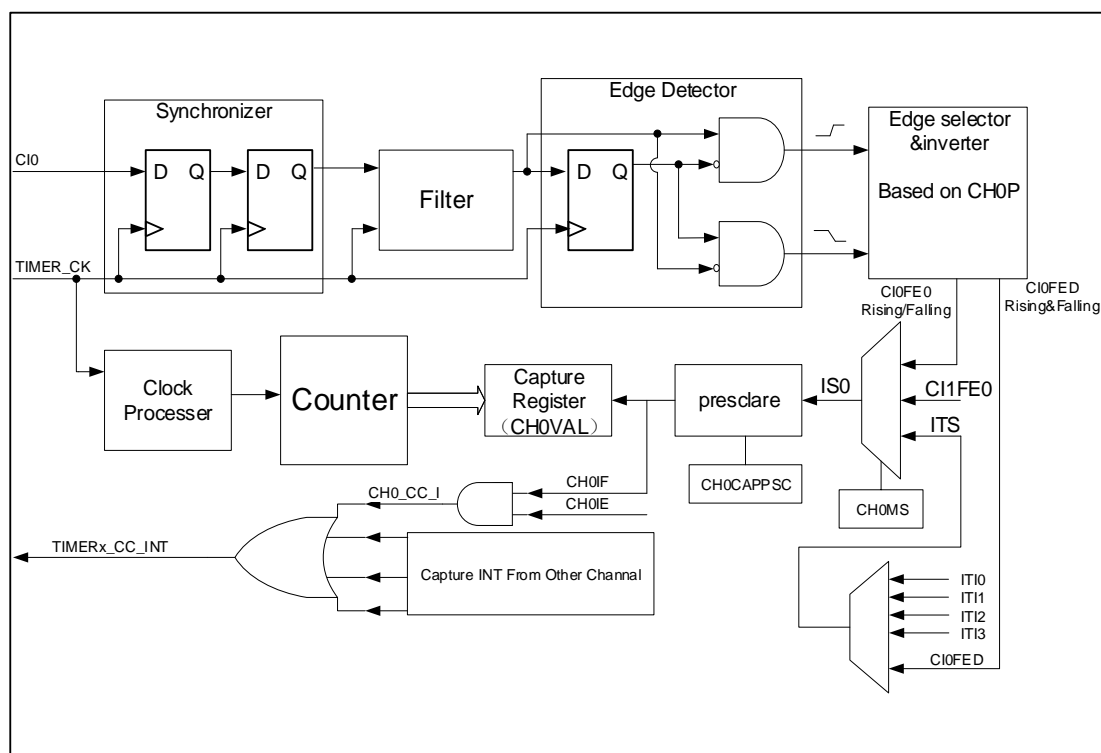 Synchronizer
Edge Detector
Edge selector
&inverter
Based on CH0P
CI0
D Q
D Q
Filter
D Q
TIMER_CK
CI0FE0
Rising/Falling
CI0FED
Rising&Falling
Clock
Processer
Counter
Capture
Register
（CH0VAL）
presclare
IS0
CI1FE0
ITS
CH0CAPPSC
CH0MS
CH0_CC_I
CH0IF
CH0IE
TIMERx_CC_INT
Capture INT From Other Channel
ITI0
ITI1
ITI2
ITI3
CI0FED